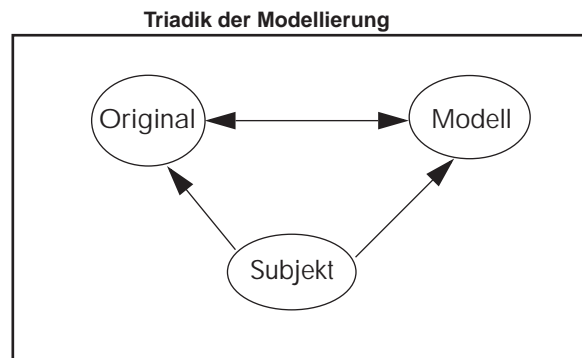 Triadik der Modellierung
Original
Modell
Subjekt